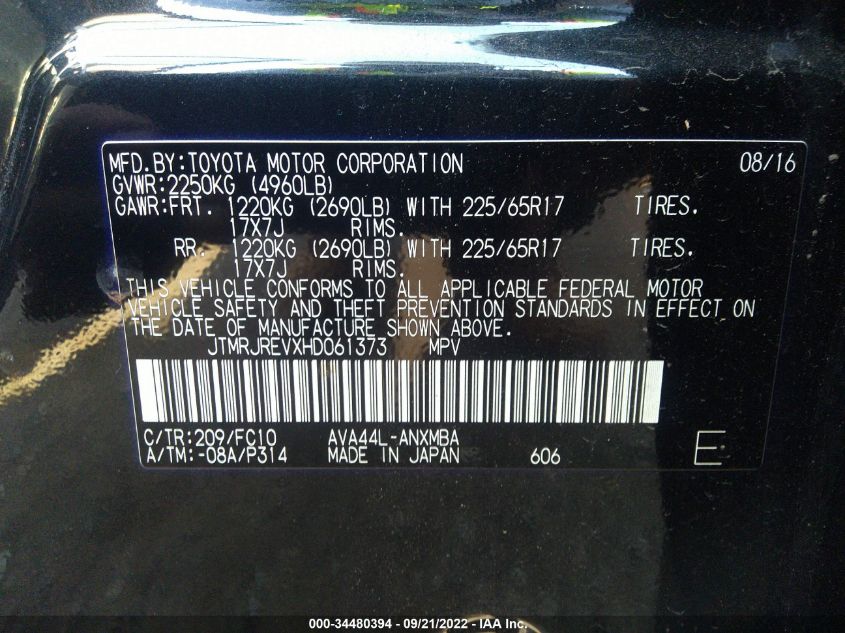 MFD.BY:TOYOTA MOTOR CORPORATION 08/16
GVWR:2250KG (4960LB)
GAWR:FRT. 1220KG (2690LB) WITH 225/65R17 TIRES.
17X7J RIMS.
RR. 1220KG (2690LB) WITH 225/65R17 TIRES.
17X7J RIMS.
THIS VEHICLE CONFORMS TO ALL APPLICABLE FEDERAL MOTOR
VEHICLE SAFETY AND THEFT PREVENTION STANDARDS IN EFFECT ON
THE DATE OF MANUFACTURE SHOWN ABOVE.
JTMRJREVXHD061373 MPV
C/TR:209/FC10 AVA44L-ANXMBA
A/TM:-08A/P314 MADE IN JAPAN 606 E
000-34480394 - 09/21/2022 - IAA Inc.